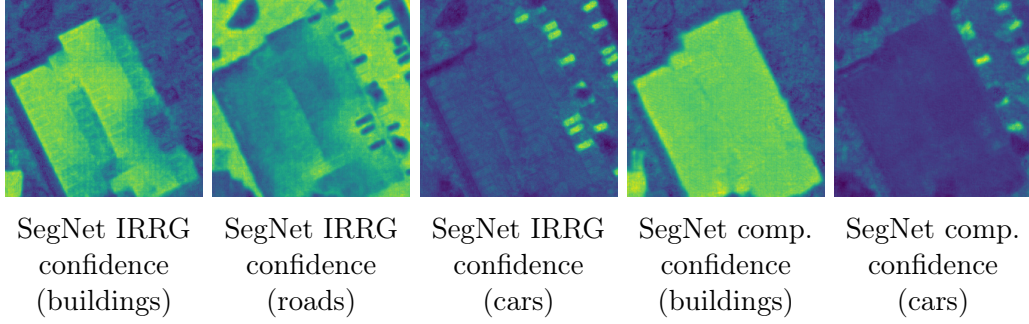 SegNet IRRG
confidence
(buildings)
SegNet IRRG
confidence
(roads)
SegNet IRRG
confidence
(cars)
SegNet comp.
confidence
(buildings)
SegNet comp.
confidence
(cars)